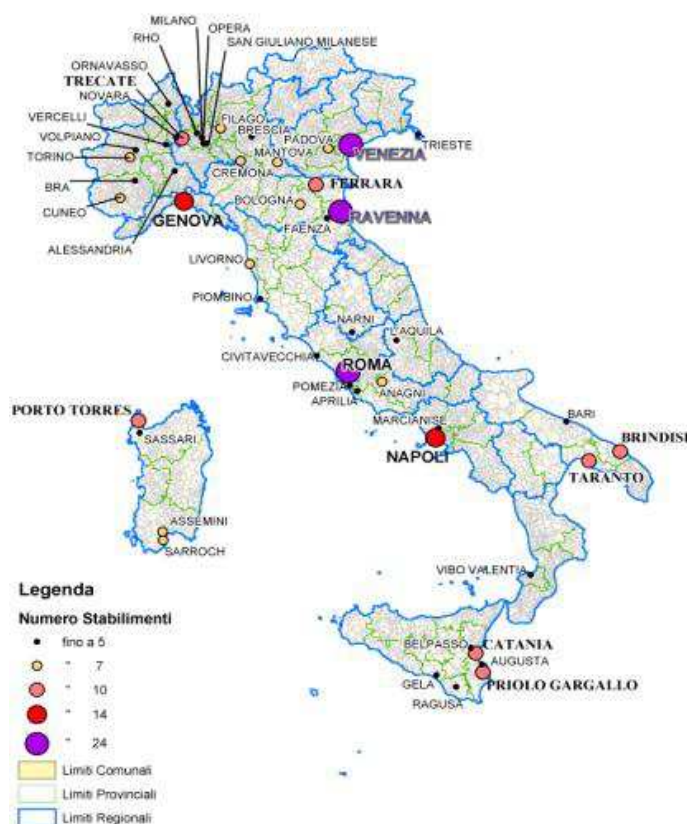 MILANO
OPERA
RHO
SAN GIULIANO MILANESE
ORNAVASSO
TRECATE
NOVARA
VERCELLI
FILAGO
BRESCIA
VOLPIANO
PADOVA
TRIESTE
TORINO
MANTOVA
VENEZIA
CREMONA
BRA
FERRARA
BOLOGNA
CUNEO
GENOVA
RAVENNA
FAENZA
ALESSANDRIA
LIVORNO
PIOMBINO
NARNI
L'AQUILA
CIVITAVECCHIA
ROMA
POMEZIA
ANAGNI
APRILIA
PORTO TORRES
MARCIANISE
BARI
SASSARI
BRINDISI
NAPOLI
TARANTO
ASSEMINI
SARROCH
VIBO VALENTIA
Legenda
Numero Stabilimenti
fino a 5
" 7
" 10
" 14
" 24
Limiti Comunali
Limiti Provinciali
Limiti Regionali
BELPASSO
CATANIA
AUGUSTA
GELA
PRIOLO GARGALLO
RAGUSA